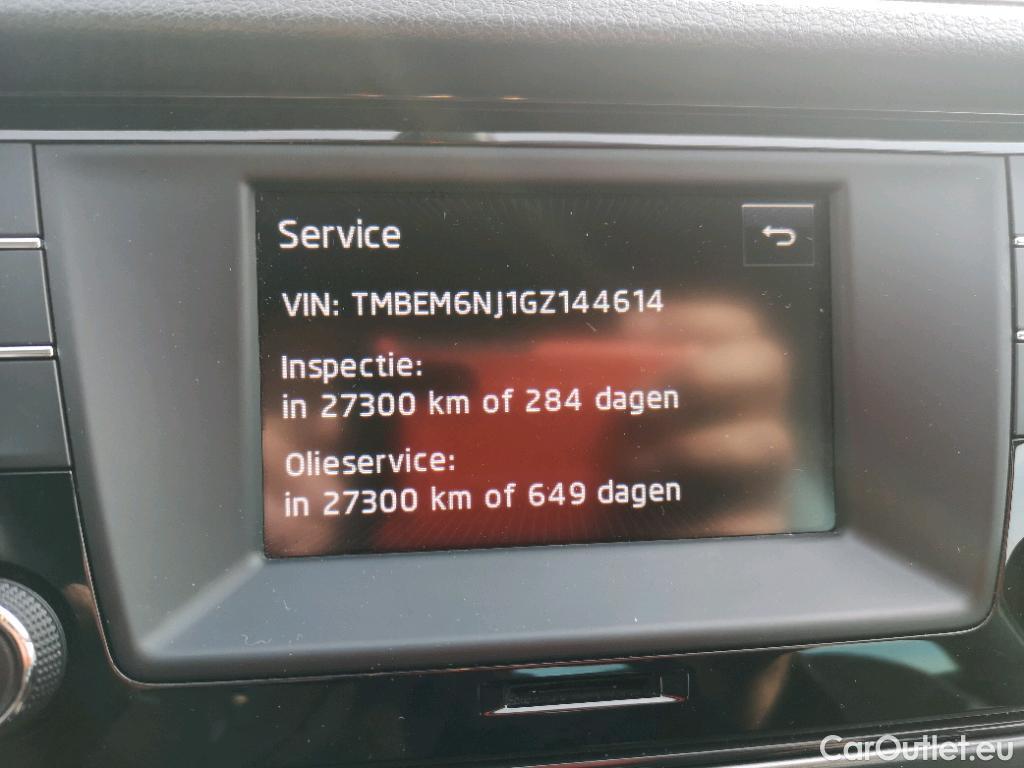 Service
VIN: TMBEM6NJ1GZ144614
Inspectie:
in 27300 km of 284 dagen
Olieservice:
in 27300 km of 649 dagen
CarOutlet.eu